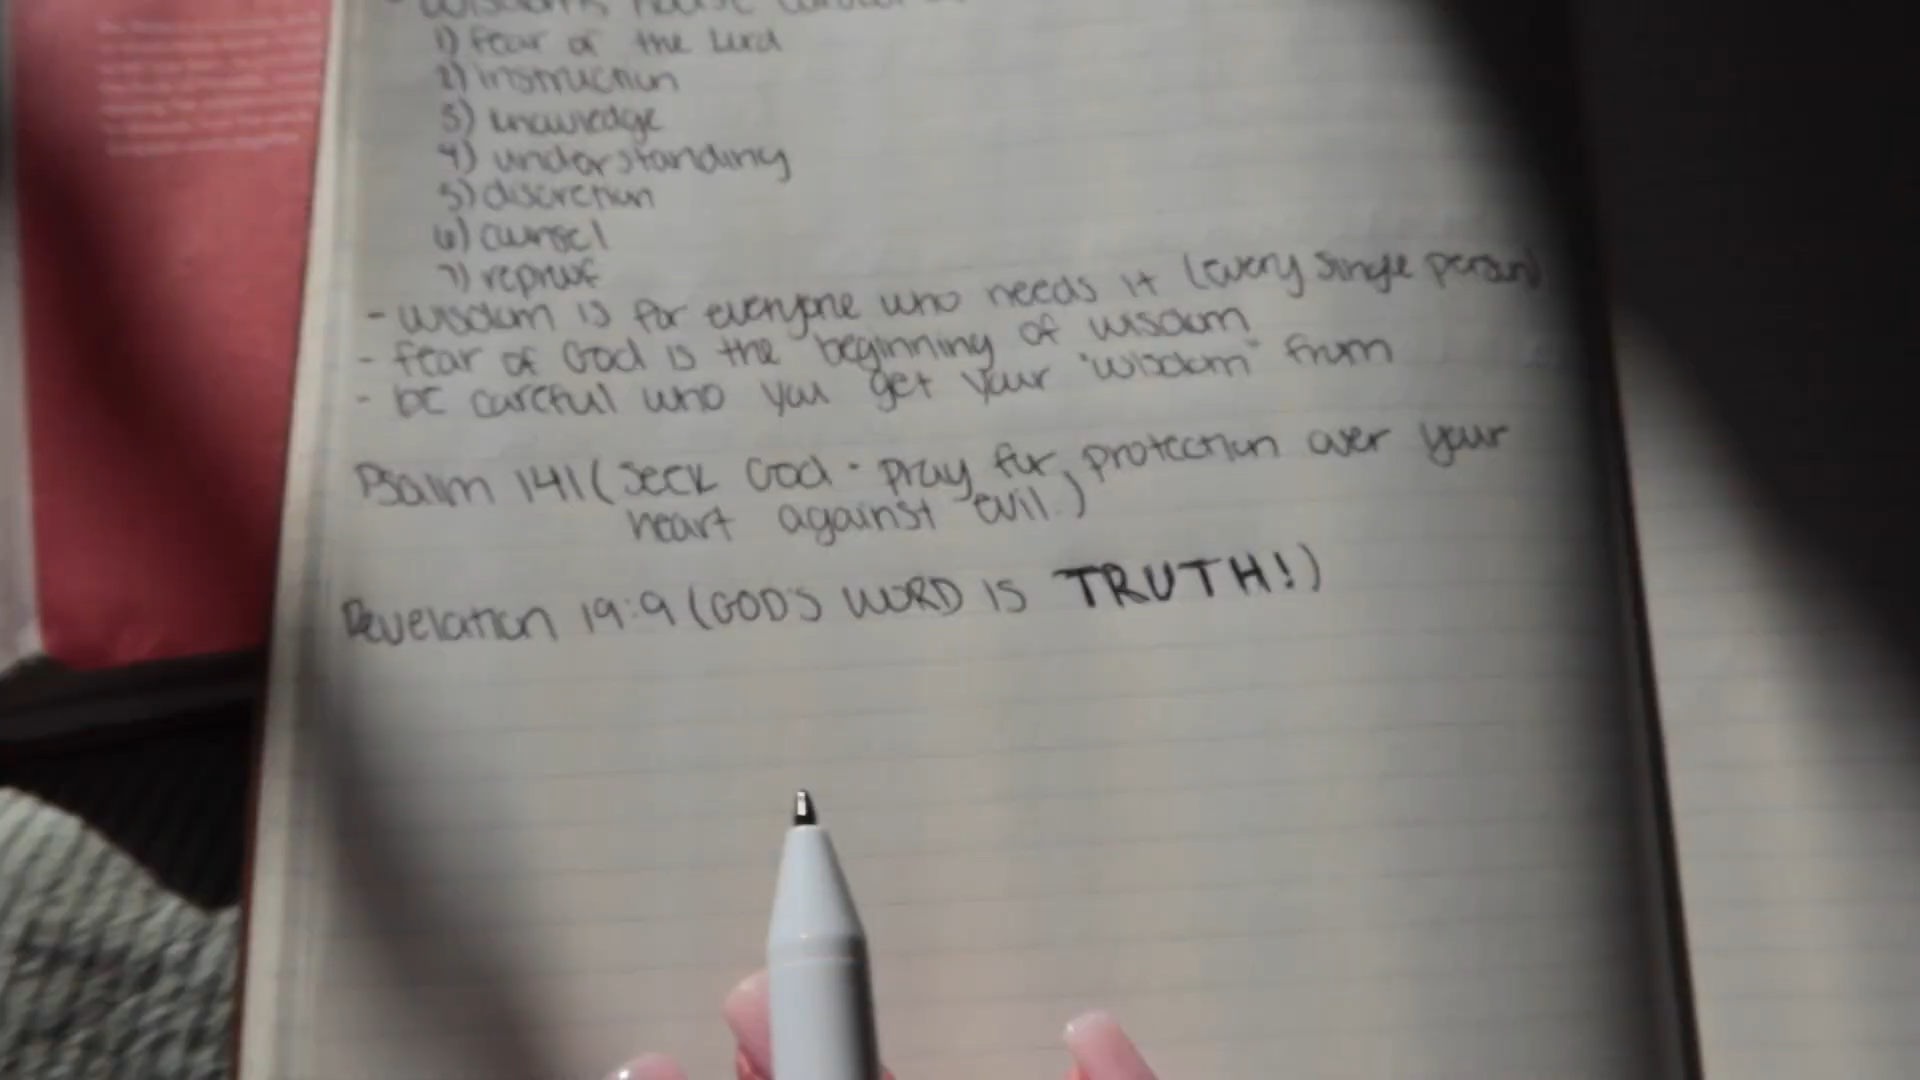 1) fear of the Lord
2) instruction
3) knowledge
4) understanding
5) discretion
6) counsel
7) reproof
- wisdom is for everyone who needs it (every single person)
- fear of God is the beginning of wisdom
- be careful who you get your "wisdom" from
Psalm 141 (seek God - pray for protection over your
heart against evil.)
Revelation 19:9 (GOD'S WORD IS TRUTH!)